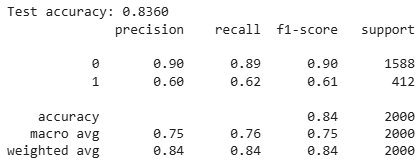 Test accuracy: 0.8360
precision recall f1-score support
0 0.90 0.89 0.90 1588
1 0.60 0.62 0.61 412
accuracy 0.84 2000
macro avg 0.75 0.76 0.75 2000
weighted avg 0.84 0.84 0.84 2000